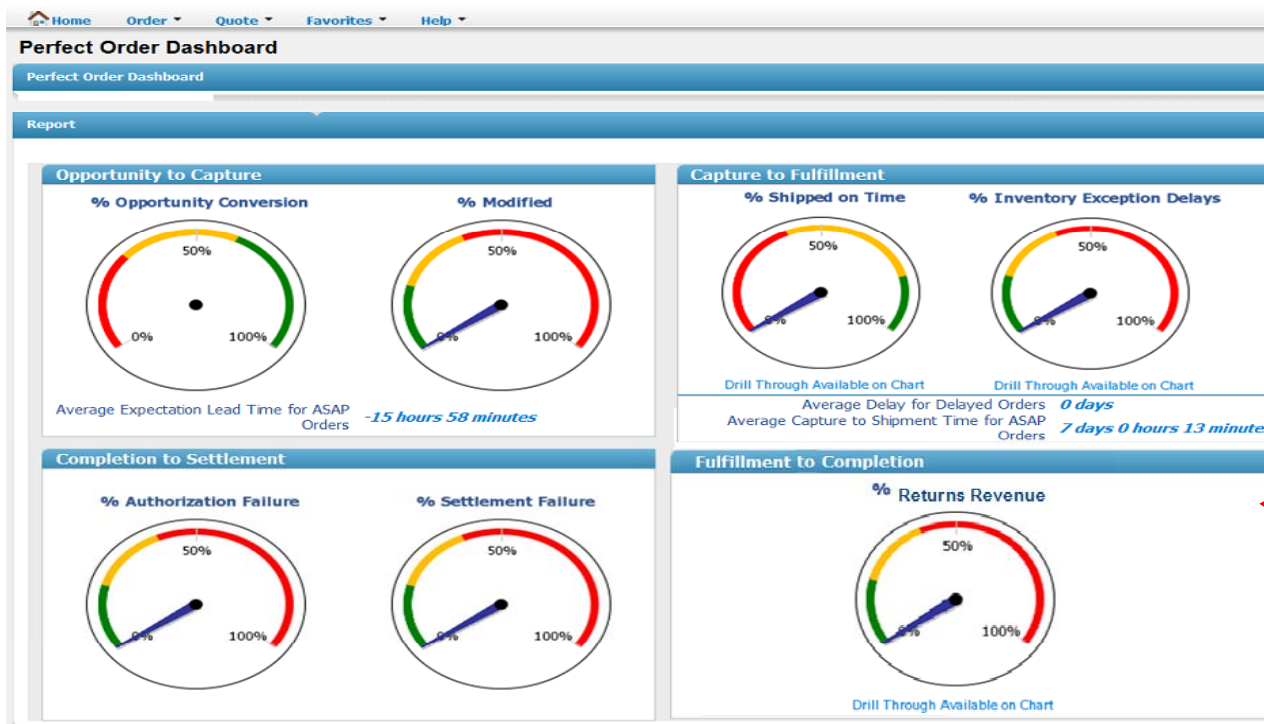 Home Order Quote Favorites Help
Perfect Order Dashboard
Perfect Order Dashboard
Report
Opportunity to Capture
% Opportunity Conversion
50%
0%
100%
% Modified
50%
0%
100%
Average Expectation Lead Time for ASAP
Orders
-15 hours 58 minutes
Capture to Fulfillment
% Shipped on Time
50%
0%
100%
Drill Through Available on Chart
% Inventory Exception Delays
50%
0%
100%
Drill Through Available on Chart
Average Delay for Delayed Orders 0 days
Average Capture to Shipment Time for ASAP
Orders
7 days 0 hours 13 minute
Completion to Settlement
% Authorization Failure
50%
0%
100%
% Settlement Failure
50%
0%
100%
Fulfillment to Completion
% Returns Revenue
50%
0%
100%
Drill Through Available on Chart